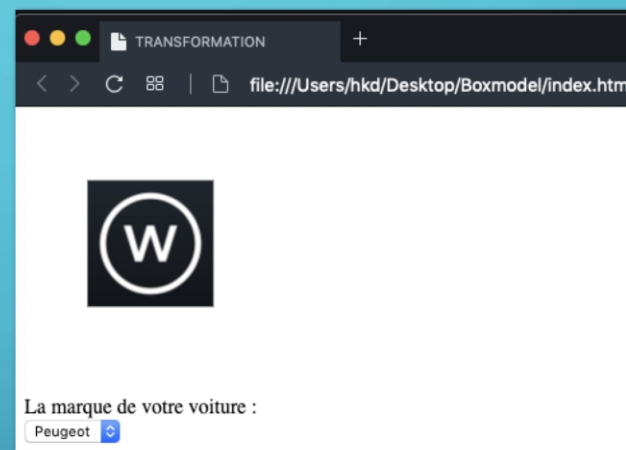 TRANSFORMATION
file:///Users/hkd/Desktop/Boxmodel/index.htm
W
La marque de votre voiture :
Peugeot